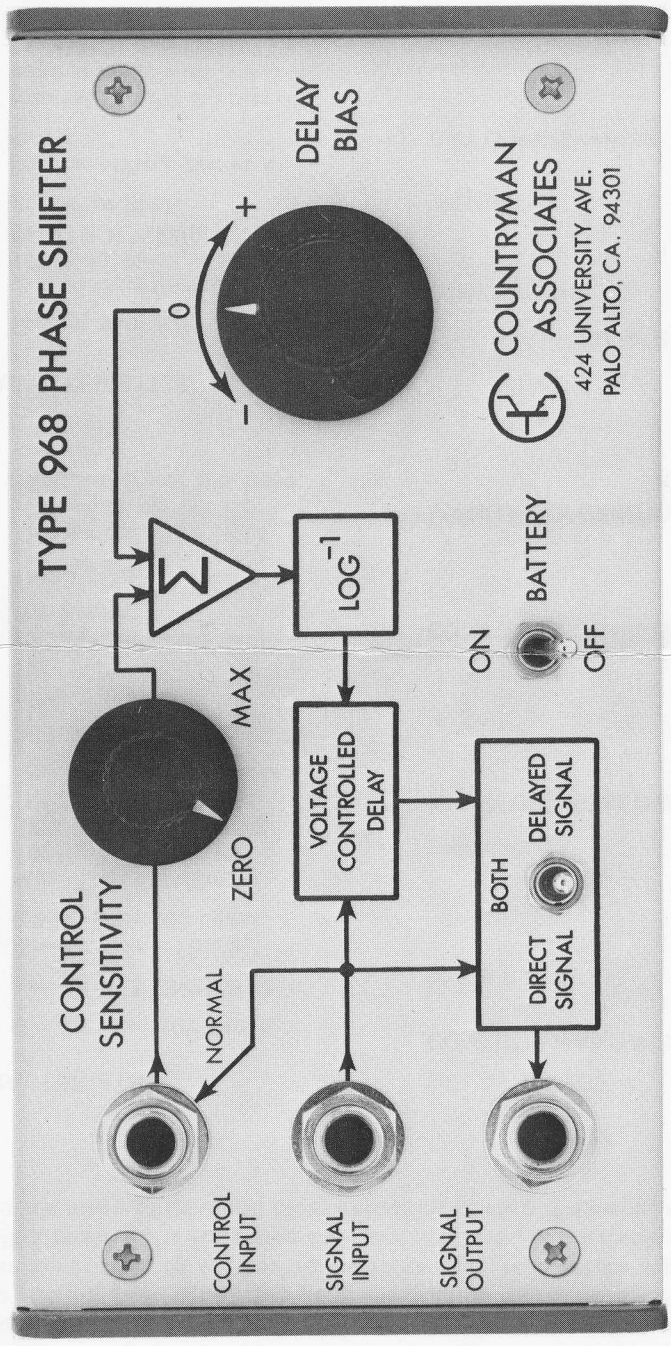 TYPE 968 PHASE SHIFTER
CONTROL
SENSITIVITY
ZERO
MAX
Σ
- 0 +
DELAY
BIAS
CONTROL
INPUT
NORMAL
LOG⁻¹
VOLTAGE
CONTROLLED
DELAY
SIGNAL
INPUT
SIGNAL
OUTPUT
BOTH
DIRECT
SIGNAL
DELAYED
SIGNAL
ON
OFF
BATTERY
COUNTRYMAN
ASSOCIATES
424 UNIVERSITY AVE.
PALO ALTO, CA. 94301